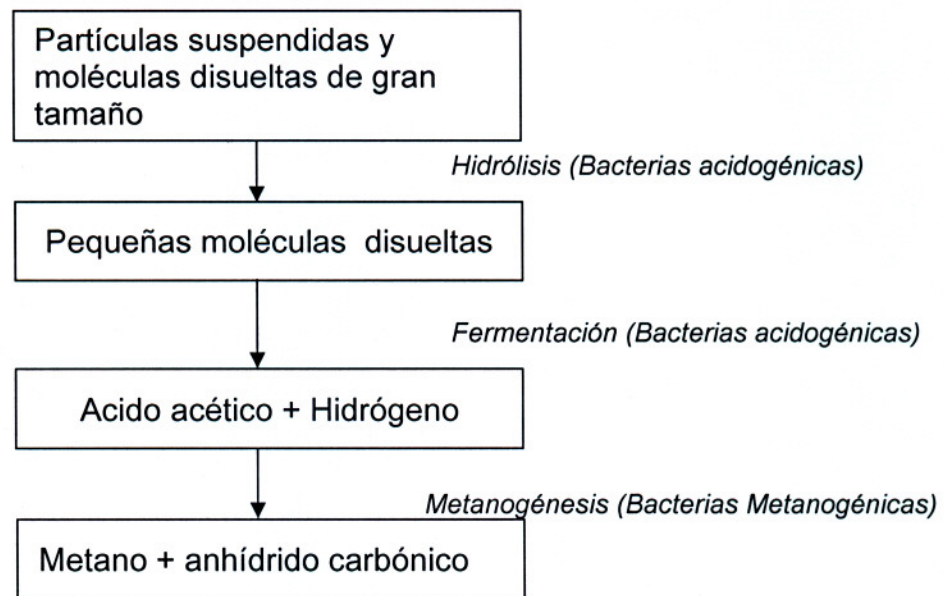 Partículas suspendidas y
moléculas disueltas de gran
tamaño
Hidrólisis (Bacterias acidogénicas)
Pequeñas moléculas disueltas
Fermentación (Bacterias acidogénicas)
Acido acético + Hidrógeno
Metanogénesis (Bacterias Metanogénicas)
Metano + anhídrido carbónico